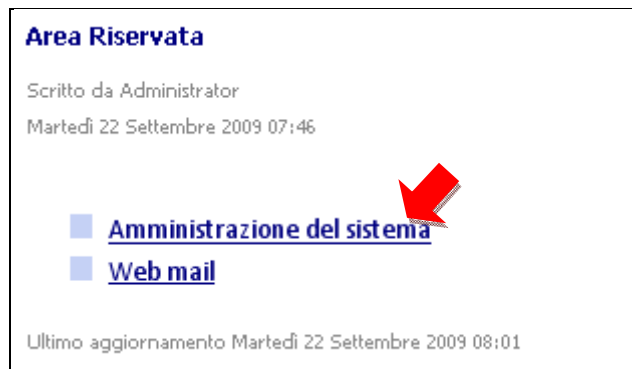 Area Riservata
Scritto da Administrator
Martedì 22 Settembre 2009 07:46
Amministrazione del sistema
Web mail
Ultimo aggiornamento Martedì 22 Settembre 2009 08:01